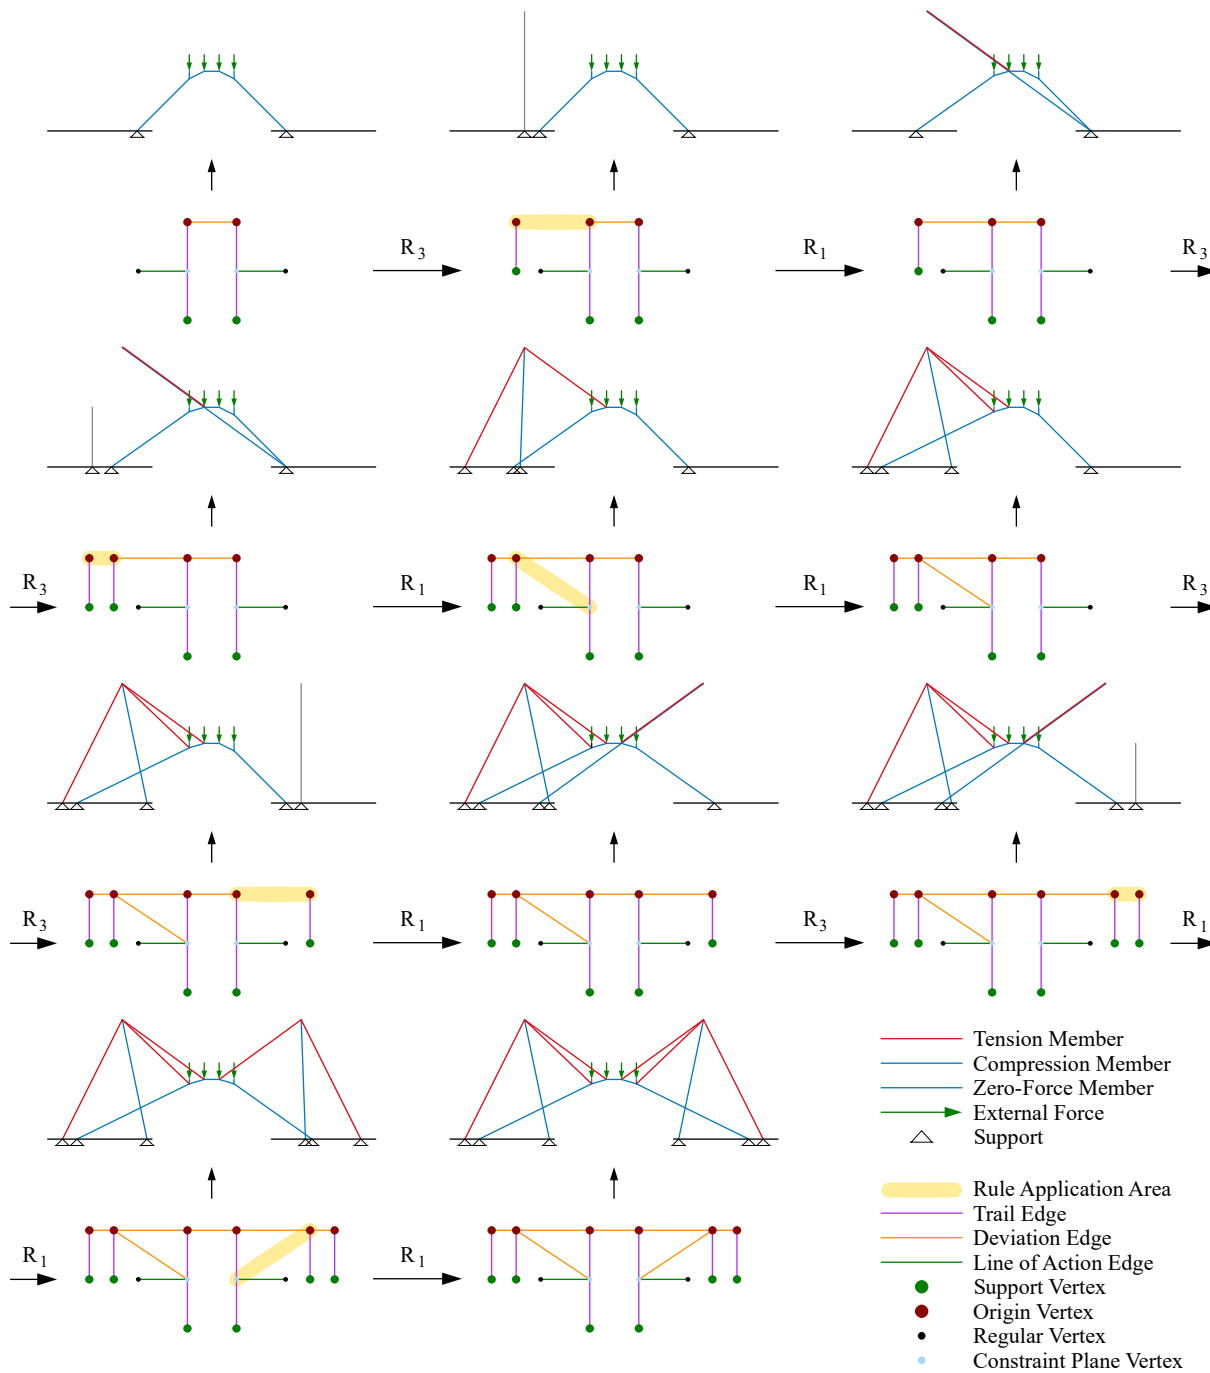 R3
R1
R3
R3
R1
R1
R3
R3
R1
R3
R1
Tension Member
Compression Member
Zero-Force Member
External Force
Support
Rule Application Area
Trail Edge
Deviation Edge
Line of Action Edge
Support Vertex
Origin Vertex
Regular Vertex
Constraint Plane Vertex
R1
R1